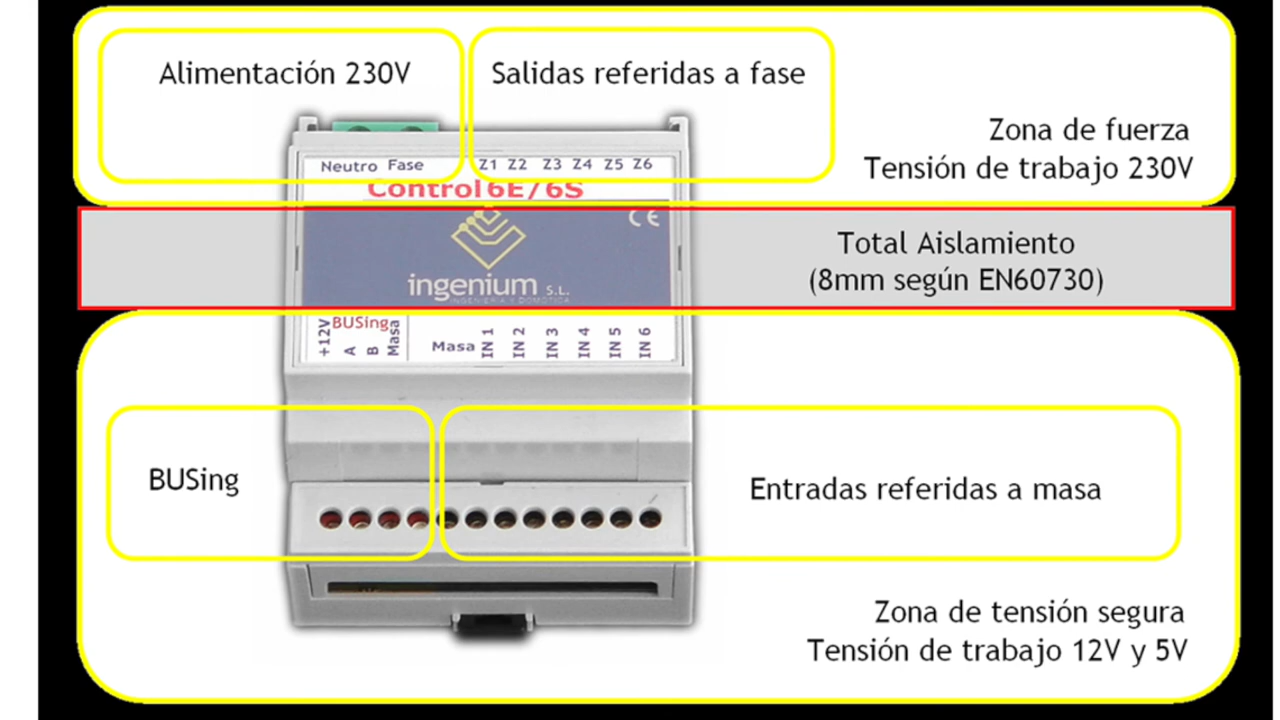 Alimentación 230V
Salidas referidas a fase
Zona de fuerza
Tensión de trabajo 230V
Neutro Fase Z1 Z2 Z3 Z4 Z5 Z6
Control 6E/6S
CE
Total Aislamiento
(8mm según EN60730)
ingenium S.L.
INGENIERIA Y DOMOTICA
BUSing
+12V A B Masa
Masa IN 1 IN 2 IN 3 IN 4 IN 5 IN 6
BUSing
Entradas referidas a masa
Zona de tensión segura
Tensión de trabajo 12V y 5V